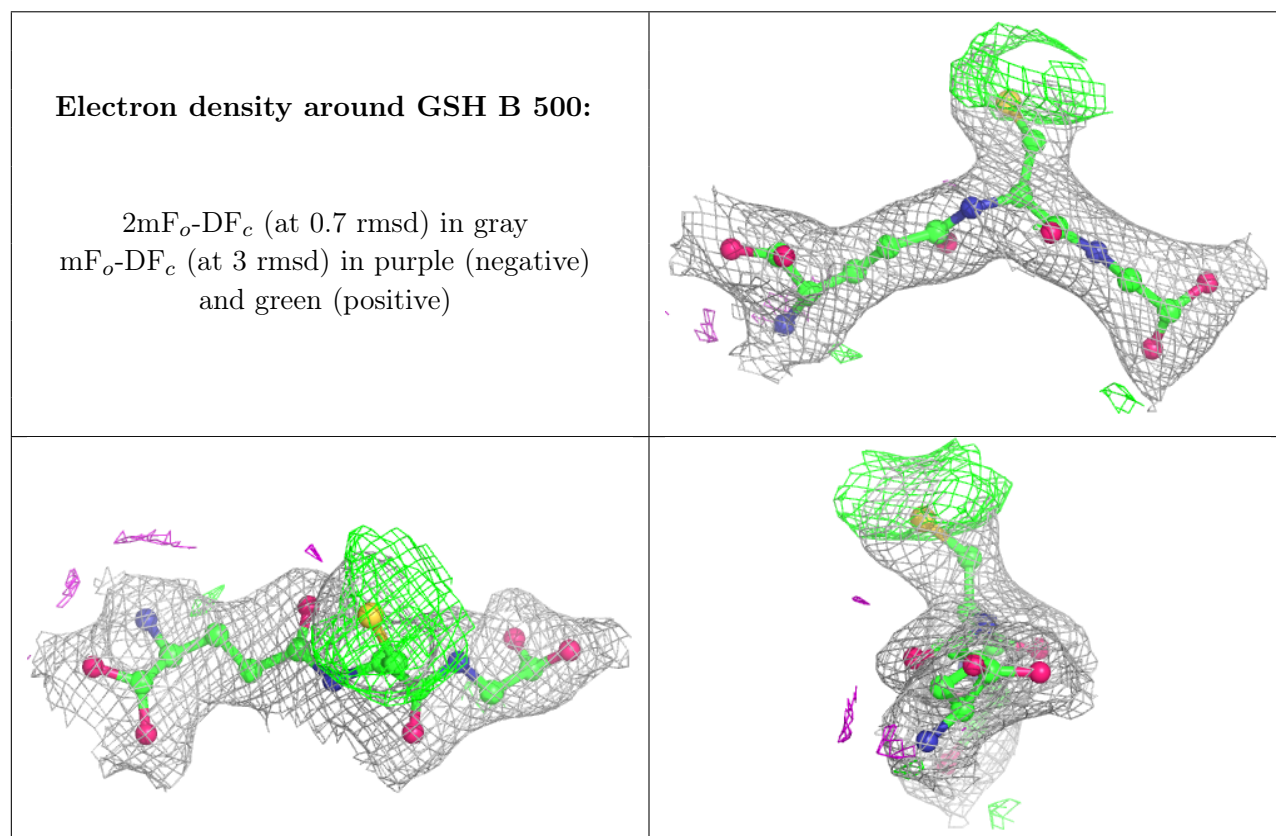 Electron density around GSH B 500:
2mFo-DFc (at 0.7 rmsd) in gray
mFo-DFc (at 3 rmsd) in purple (negative)
and green (positive)